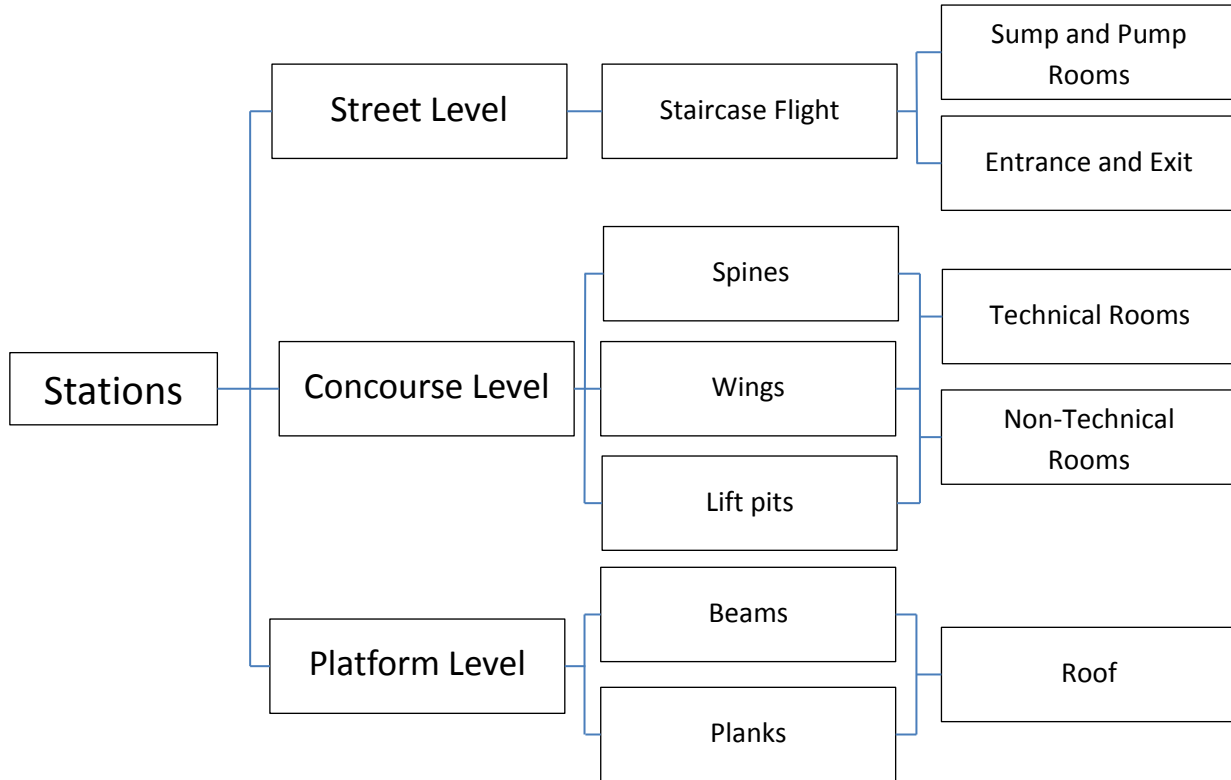 Sump and Pump
Rooms
Street Level
Staircase Flight
Entrance and Exit
Spines
Technical Rooms
Stations
Concourse Level
Wings
Non-Technical
Rooms
Lift pits
Beams
Platform Level
Roof
Planks